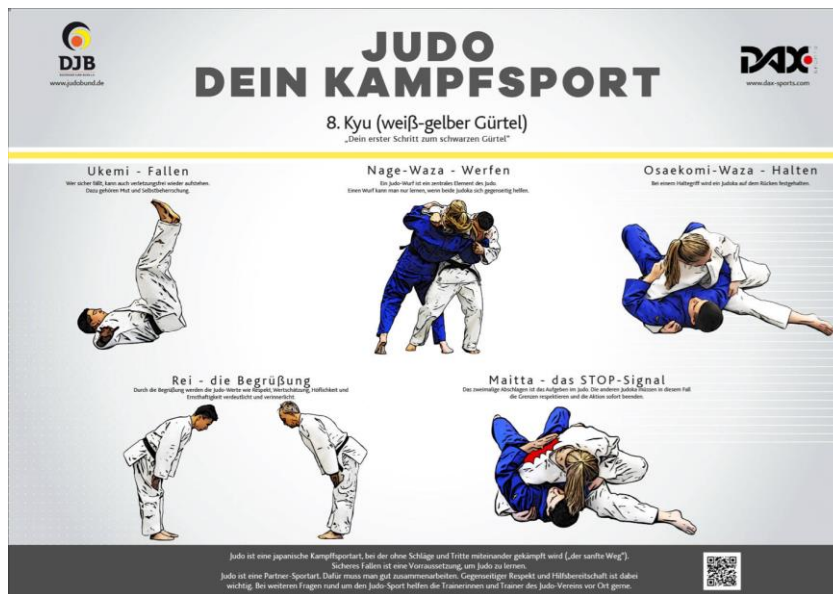 DJB
www.judobund.de
JUDO
DEIN KAMPFSPORT
DAX
SPORTS
www.dax-sports.com
8. Kyu (weiß-gelber Gürtel)
„Dein erster Schritt zum schwarzen Gürtel“
Ukemi - Fallen
Wer sicher fällt, kann auch verletzungsfrei wieder aufstehen.
Dazu gehören Mut und Selbstbeherrschung.
Nage-Waza - Werfen
Ein Judo-Wurf ist ein zentrales Element des Judo.
Einen Wurf kann man nur lernen, wenn beide Judoka sich gegenseitig helfen.
Osaekomi-Waza - Halten
Bei einem Haltegriff wird ein Judoka auf dem Rücken festgehalten.
Rei - die Begrüßung
Durch die Begrüßung werden die Judo-Werte wie Respekt, Wertschätzung, Höflichkeit und
Ernsthaftigkeit verdeutlicht und verinnerlicht.
Maitta - das STOP-Signal
Das zweimalige Abschlagen ist das Aufgeben im Judo. Die anderen Judoka müssen in diesem Fall
die Grenzen respektieren und die Aktion sofort beenden.
Judo ist eine japanische Kampfsportart, bei der ohne Schläge und Tritte miteinander gekämpft wird („der sanfte Weg“).
Sicheres Fallen ist eine Vorraussetzung, um Judo zu lernen.
Judo ist eine Partner-Sportart. Dafür muss man gut zusammenarbeiten. Gegenseitiger Respekt und Hilfsbereitschaft ist dabei
wichtig. Bei weiteren Fragen rund um den Judo-Sport helfen die Trainerinnen und Trainer des Judo-Vereins vor Ort gerne.